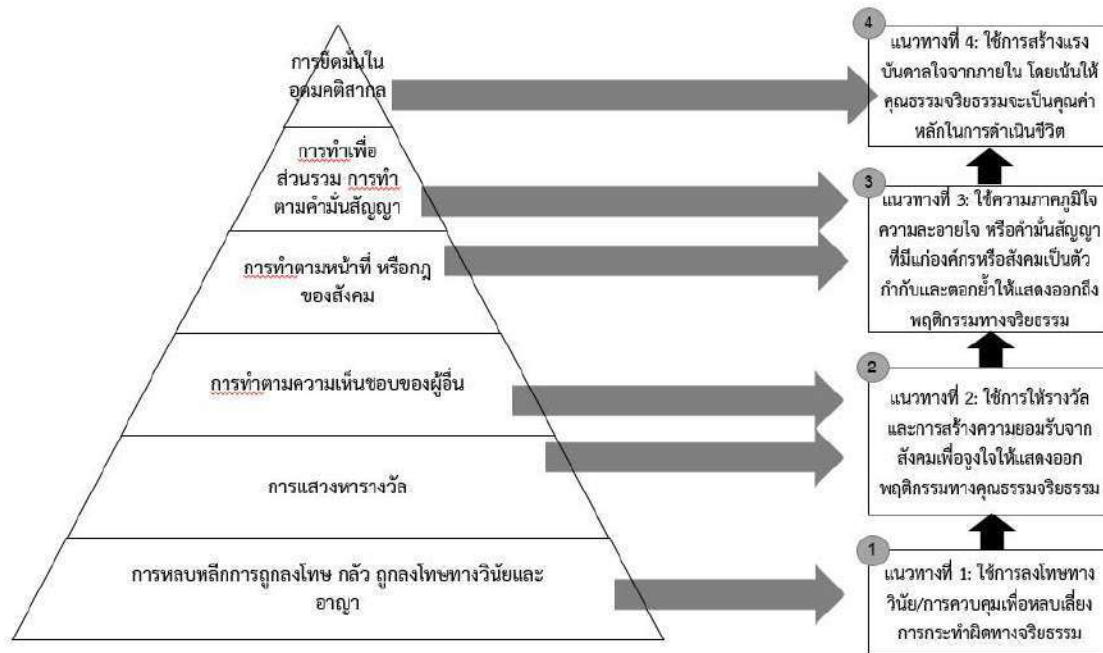 การยึดมั่นใน
อุดมคติสากล
การทำเพื่อ
ส่วนรวม การทำ
ตามคำมั่นสัญญา
การทำตามหน้าที่ หรือกฎ
ของสังคม
การทำตามความเห็นชอบของผู้อื่น
การแสวงหารางวัล
การหลบหลีกการถูกลงโทษ กลัว ถูกลงโทษทางวินัยและ
อาญา
4
แนวทางที่ 4: ใช้การสร้างแรง
บันดาลใจจากภายใน โดยเน้นให้
คุณธรรมจริยธรรมจะเป็นคุณค่า
หลักในการดำเนินชีวิต
3
แนวทางที่ 3: ใช้ความภาคภูมิใจ
ความละอายใจ หรือคำมั่นสัญญา
ที่มีแก่องค์กรหรือสังคมเป็นตัว
กำกับและตอกย้ำให้แสดงออกถึง
พฤติกรรมทางจริยธรรม
2
แนวทางที่ 2: ใช้การให้รางวัล
และการสร้างความยอมรับจาก
สังคมเพื่อจูงใจให้แสดงออก
พฤติกรรมทางคุณธรรมจริยธรรม
1
แนวทางที่ 1: ใช้การลงโทษทาง
วินัย/การควบคุมเพื่อหลบเลี่ยง
การกระทำผิดทางจริยธรรม